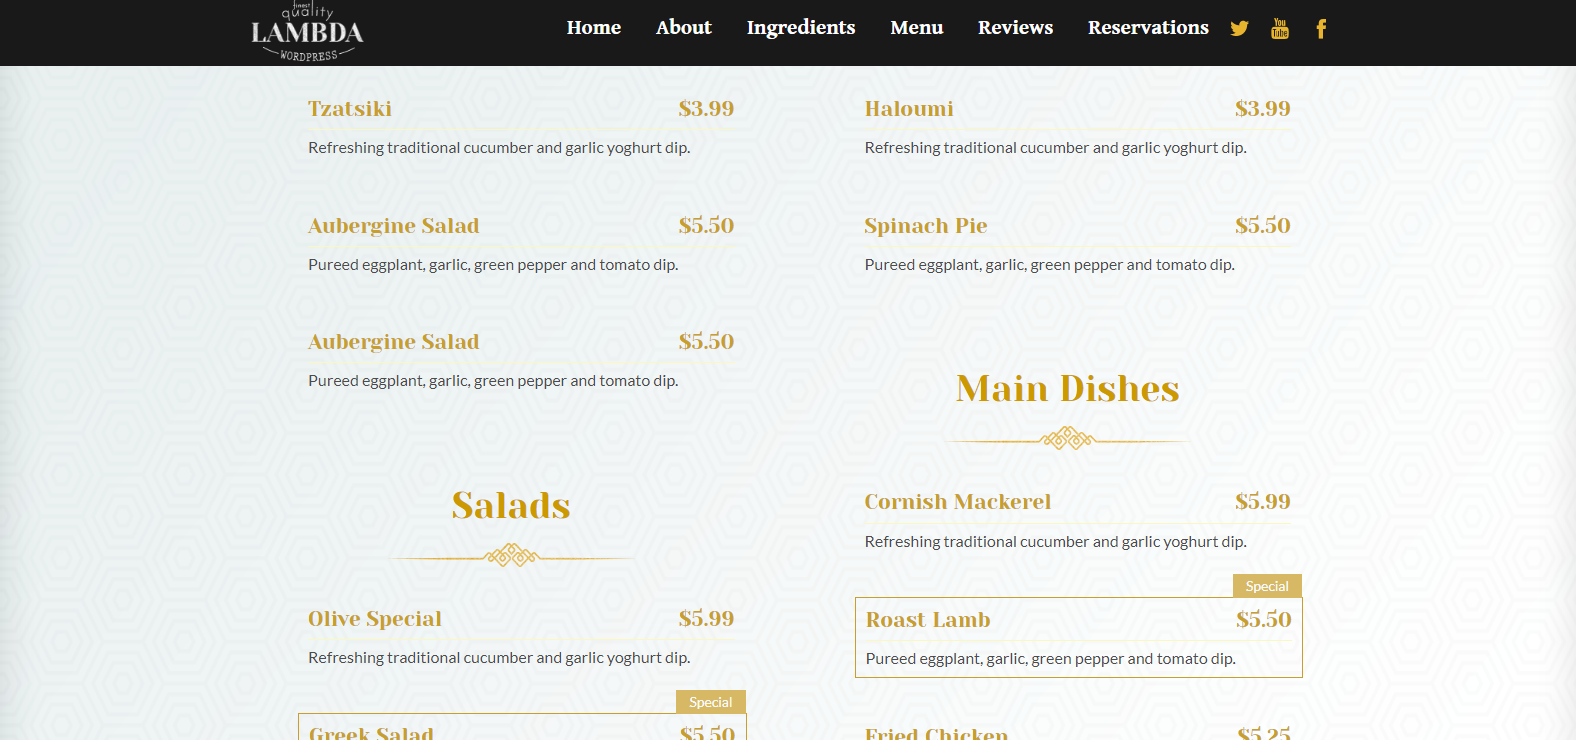 finest
quality
LAMBDA
WORDPRESS
Home About Ingredients Menu Reviews Reservations
You
Tube
Tzatsiki $3.99
Refreshing traditional cucumber and garlic yoghurt dip.
Aubergine Salad $5.50
Pureed eggplant, garlic, green pepper and tomato dip.
Aubergine Salad $5.50
Pureed eggplant, garlic, green pepper and tomato dip.
Salads
Olive Special $5.99
Refreshing traditional cucumber and garlic yoghurt dip.
Special
Greek Salad $5.50
Haloumi $3.99
Refreshing traditional cucumber and garlic yoghurt dip.
Spinach Pie $5.50
Pureed eggplant, garlic, green pepper and tomato dip.
Main Dishes
Cornish Mackerel $5.99
Refreshing traditional cucumber and garlic yoghurt dip.
Special
Roast Lamb $5.50
Pureed eggplant, garlic, green pepper and tomato dip.
Fried Chicken $5.25